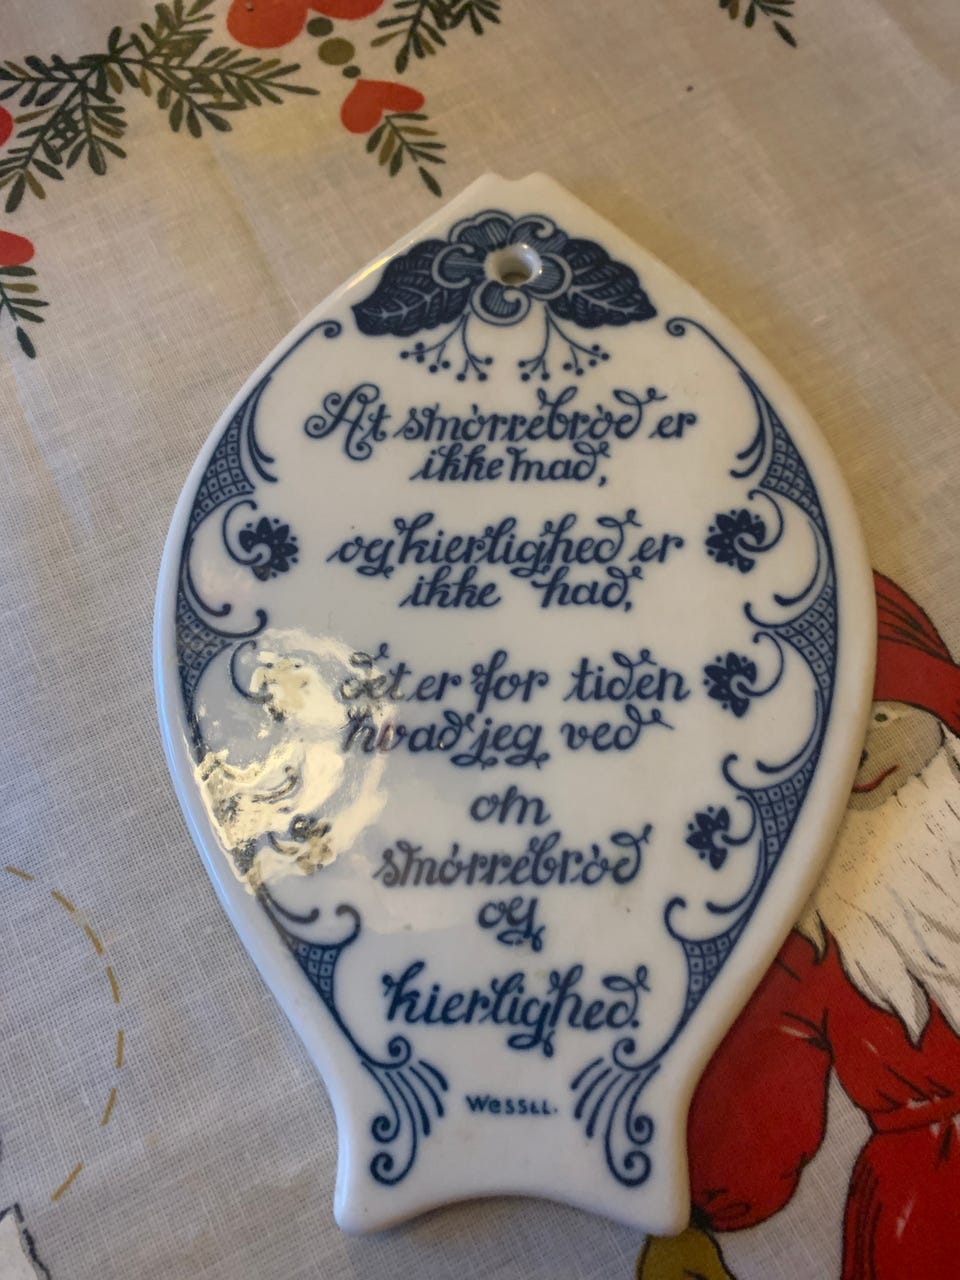 At smørrebrød er
ikke mad,
og kierlighed er
ikke had,
det er for tiden
hvad jeg ved
om
smørrebrød
og
kierlighed.
Wessel.